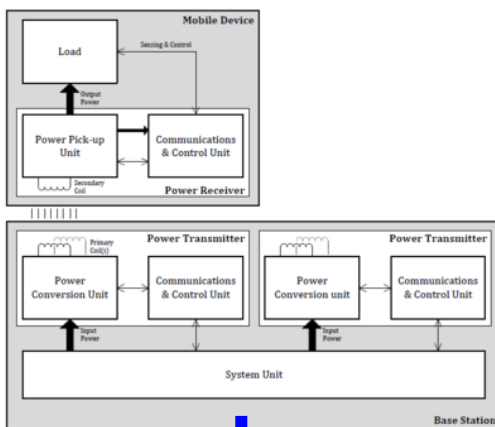 Mobile Device
Load
Sensing & Control
Output
Power
Power Pick-up
Unit
Communications
& Control Unit
Secondary
Coil
Power Receiver
Power Transmitter
Primary
Coil(s)
Power
Conversion Unit
Communications
& Control Unit
Input
Power
Power Transmitter
Power
Conversion unit
Communications
& Control Unit
Input
Power
System Unit
Base Station